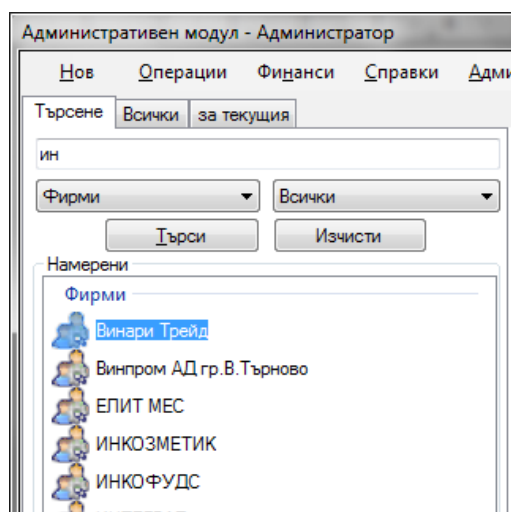 Административен модул - Администратор
Нов Операции Финанси Справки
Търсене Всички за текущия
ин
Фирми Всички
Търси Изчисти
Намерени
Фирми
Винари Трейд
Винпром АД гр.В.Търново
ЕЛИТ МЕС
ИНКОЗМЕТИК
ИНКОФУДС